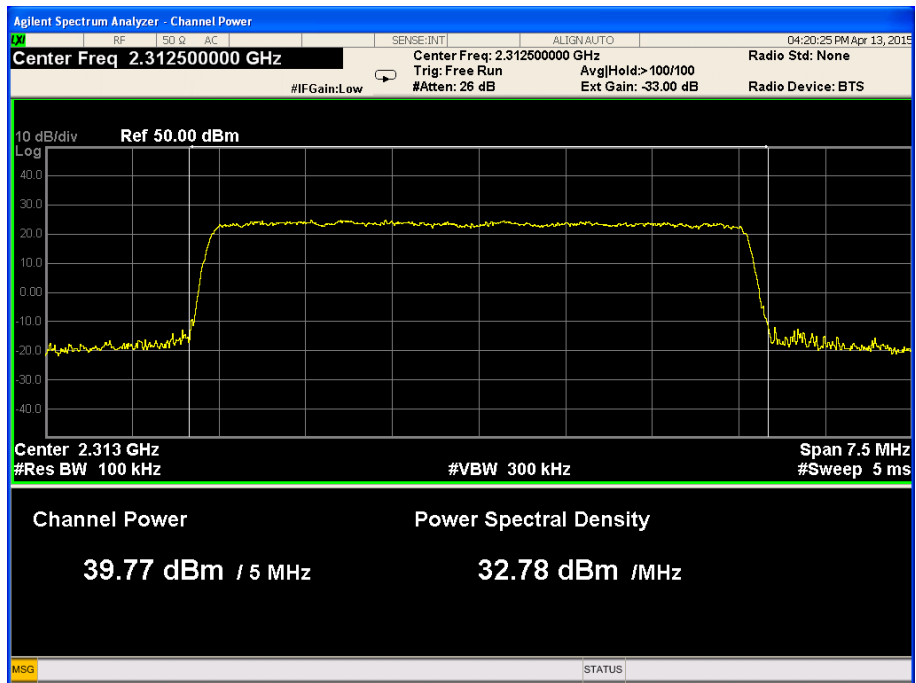 Agilent Spectrum Analyzer - Channel Power
LXI RF 50 Ω AC SENSE:INT ALIGN AUTO 04:20:25 PM Apr 13, 2015
Center Freq 2.312500000 GHz Center Freq: 2.312500000 GHz Radio Std: None
Trig: Free Run Avg|Hold:>100/100
#IFGain:Low #Atten: 26 dB Ext Gain: -33.00 dB Radio Device: BTS
10 dB/div Ref 50.00 dBm
Log
40.0
30.0
20.0
10.0
0.00
-10.0
-20.0
-30.0
-40.0
Center 2.313 GHz Span 7.5 MHz
#Res BW 100 kHz #VBW 300 kHz #Sweep 5 ms
Channel Power Power Spectral Density
39.77 dBm / 5 MHz 32.78 dBm /MHz
MSG STATUS